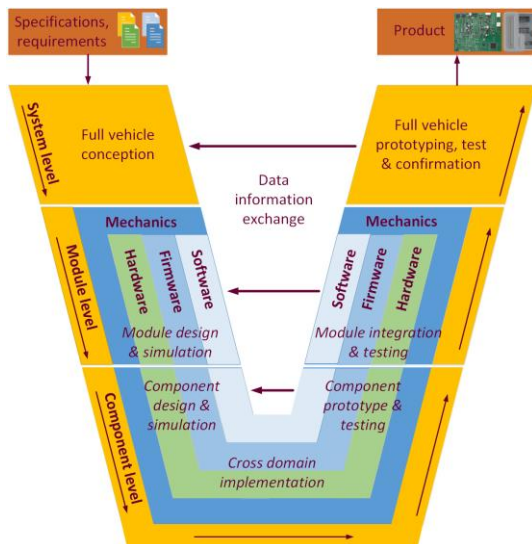 Specifications,
requirements
Product
System level
Full vehicle
conception
Full vehicle
prototyping, test
& confirmation
Data
information
exchange
Module level
Mechanics
Hardware
Firmware
Software
Module design
& simulation
Mechanics
Software
Firmware
Hardware
Module integration
& testing
Component level
Component
design &
simulation
Component
prototype &
testing
Cross domain
implementation